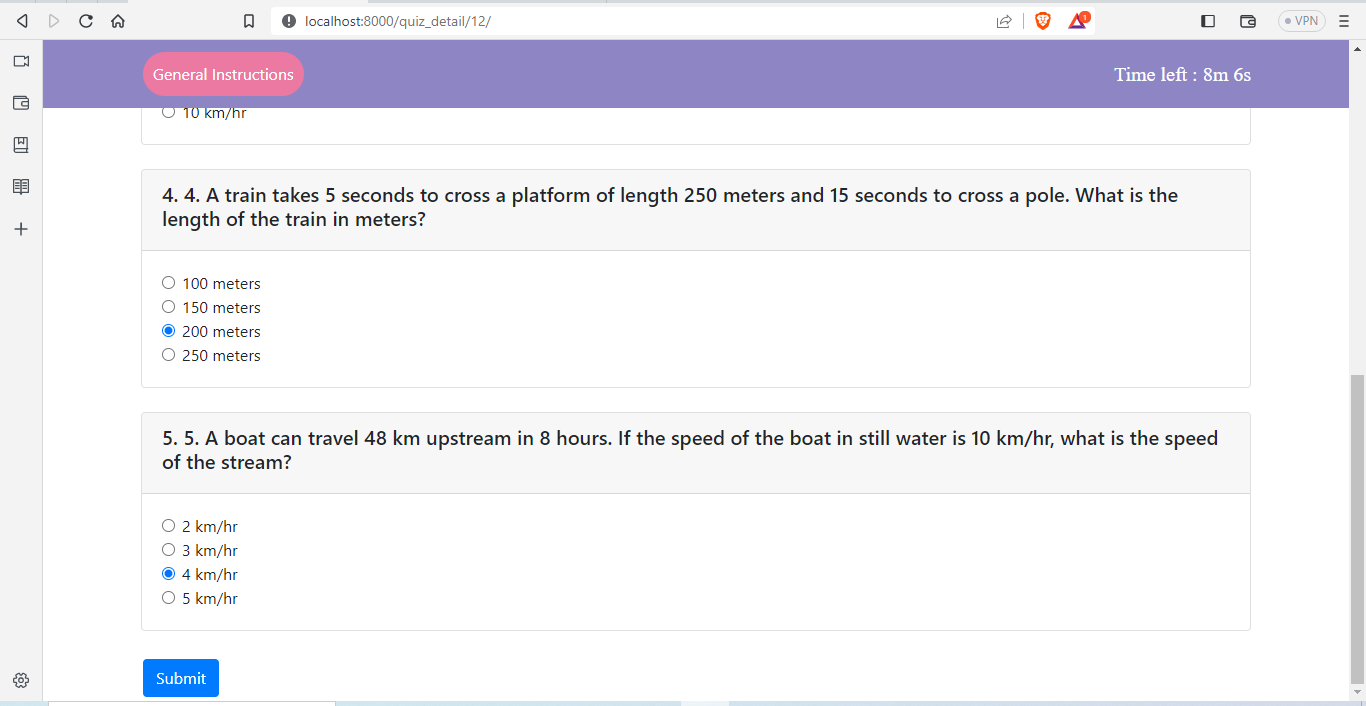 localhost:8000/quiz_detail/12/
1
VPN
General Instructions
Time left : 8m 6s
10 km/hr
4. 4. A train takes 5 seconds to cross a platform of length 250 meters and 15 seconds to cross a pole. What is the
length of the train in meters?
100 meters
150 meters
200 meters
250 meters
5. 5. A boat can travel 48 km upstream in 8 hours. If the speed of the boat in still water is 10 km/hr, what is the speed
of the stream?
2 km/hr
3 km/hr
4 km/hr
5 km/hr
Submit